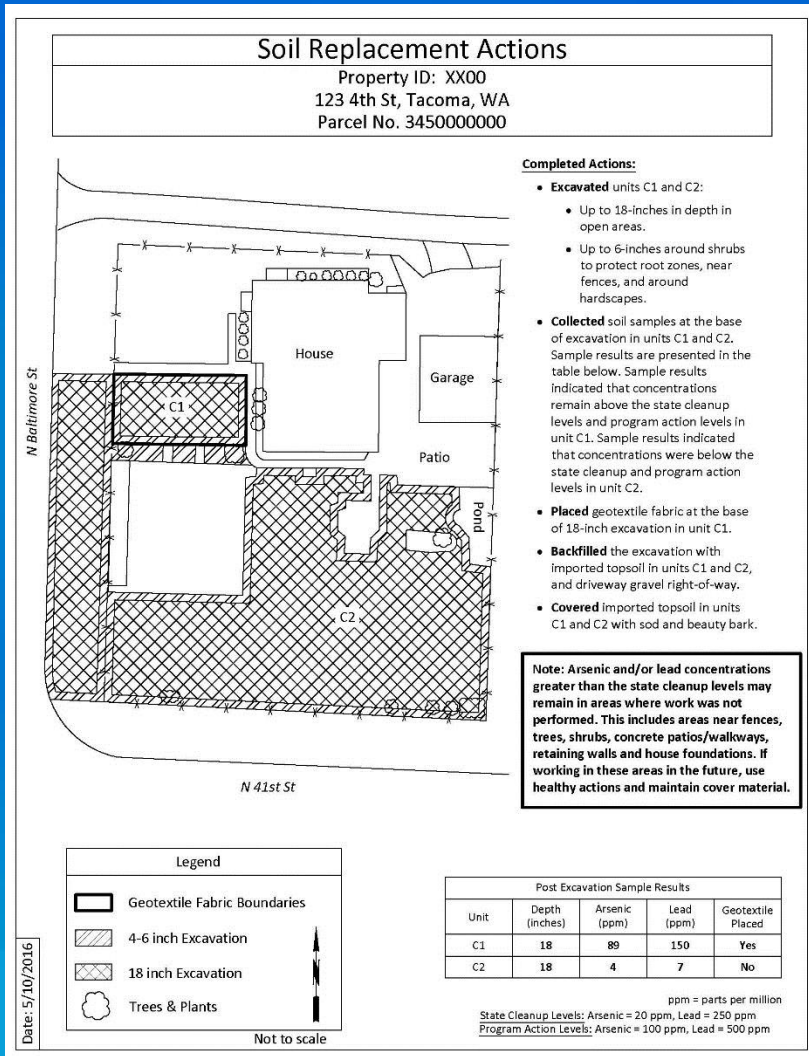 Soil Replacement Actions
Property ID: XX00
123 4th St, Tacoma, WA
Parcel No. 3450000000
Completed Actions:
• Excavated units C1 and C2:
• Up to 18-inches in depth in
open areas.
• Up to 6-inches around shrubs
to protect root zones, near
fences, and around
hardscapes.
• Collected soil samples at the base
of excavation in units C1 and C2.
Sample results are presented in the
table below. Sample results
indicated that concentrations
remain above the state cleanup
levels and program action levels in
unit C1. Sample results indicated
that concentrations were below the
state cleanup and program action
levels in unit C2.
• Placed geotextile fabric at the base
of 18-inch excavation in unit C1.
• Backfilled the excavation with
imported topsoil in units C1 and C2,
and driveway gravel right-of-way.
• Covered imported topsoil in units
C1 and C2 with sod and beauty bark.
Note: Arsenic and/or lead concentrations
greater than the state cleanup levels may
remain in areas where work was not
performed. This includes areas near fences,
trees, shrubs, concrete patios/walkways,
retaining walls and house foundations. If
working in these areas in the future, use
healthy actions and maintain cover material.
House
Garage
C1
Patio
Pond
C2
N Baltimore St
N 41st St
Legend
Geotextile Fabric Boundaries
4-6 inch Excavation
18 inch Excavation
Trees & Plants
N
Not to scale
Date: 5/10/2016
Post Excavation Sample Results
Unit Depth (inches) Arsenic (ppm) Lead (ppm) Geotextile Placed
C1 18 89 150 Yes
C2 18 4 7 No
ppm = parts per million
State Cleanup Levels: Arsenic = 20 ppm, Lead = 250 ppm
Program Action Levels: Arsenic = 100 ppm, Lead = 500 ppm